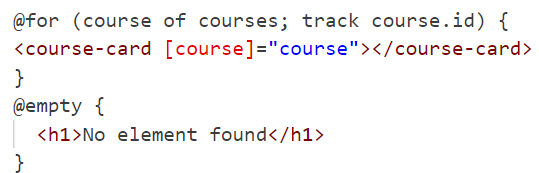 @for (course of courses; track course.id) {
<course-card [course]="course"></course-card>
}
@empty {
  <h1>No element found</h1>
}